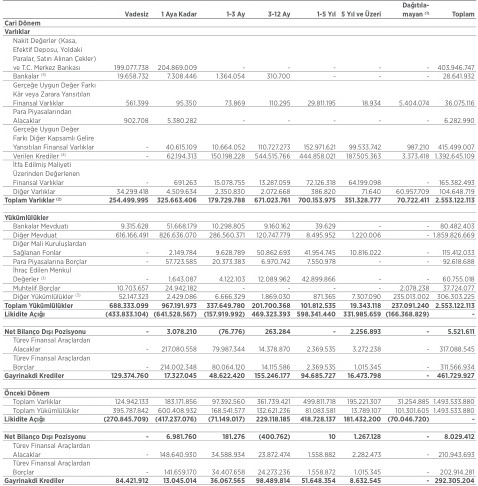 Dağıtıla-
Vadesiz 1 Aya Kadar 1-3 Ay 3-12 Ay 1-5 Yıl 5 Yıl ve Üzeri mayan ⁽¹⁾ Toplam
Cari Dönem
Varlıklar
Nakit Değerler (Kasa,
Efektif Deposu, Yoldaki
Paralar, Satın Alınan Çekler)
ve T.C. Merkez Bankası 199.077.738 204.869.009 - - - - - 403.946.747
Bankalar 19.658.732 7.308.446 1.364.054 310.700 - - - 28.641.932
Gerçeğe Uygun Değer Farkı
Kâr veya Zarara Yansıtılan
Finansal Varlıklar 561.399 95.350 73.869 110.295 29.811.195 18.934 5.404.074 36.075.116
Para Piyasalarından
Alacaklar 902.708 5.380.282 - - - - - 6.282.990
Gerçeğe Uygun Değer
Farkı Diğer Kapsamlı Gelire
Yansıtılan Finansal Varlıklar - 40.615.109 10.664.052 110.727.273 152.971.621 99.533.742 987.210 415.499.007
Verilen Krediler - 62.194.313 150.198.228 544.515.766 444.858.021 187.505.363 3.373.418 1.392.645.109
İtfa Edilmiş Maliyeti
Üzerinden Değerlenen
Finansal Varlıklar - 691.263 15.078.755 13.287.059 72.126.318 64.199.098 - 165.382.493
Diğer Varlıklar 34.299.418 4.509.634 2.350.830 2.072.668 386.820 71.640 60.957.709 104.648.719
Toplam Varlıklar ⁽²⁾ 254.499.995 325.663.406 179.729.788 671.023.761 700.153.975 351.328.777 70.722.411 2.553.122.113
Yükümlülükler
Bankalar Mevduatı 9.315.628 51.668.179 10.298.805 9.160.162 39.629 - - 80.482.403
Diğer Mevduat 616.166.491 826.636.070 286.560.371 120.747.779 8.495.952 1.220.006 - 1.859.826.669
Diğer Mali Kuruluşlardan
Sağlanan Fonlar - 2.149.784 9.628.789 50.862.693 41.954.745 10.816.022 - 115.412.033
Para Piyasalarına Borçlar - 57.723.585 20.373.383 6.970.742 7.550.978 - - 92.618.688
İhraç Edilen Menkul
Değerler - 1.643.087 4.122.103 12.089.962 42.899.866 - - 60.755.018
Muhtelif Borçlar 10.703.657 24.942.182 - - - - 2.078.238 37.724.077
Diğer Yükümlülükler 52.147.323 2.429.086 6.666.329 1.869.030 871.365 7.307.090 235.013.002 306.303.225
Toplam Yükümlülükler 688.333.099 967.191.973 337.649.780 201.700.368 101.812.535 19.343.118 237.091.240 2.553.122.113
Likidite Açığı (433.833.104) (641.528.567) (157.919.992) 469.323.393 598.341.440 331.985.659 (166.368.829) -
Net Bilanço Dışı Pozisyonu - 3.078.210 (76.776) 263.284 - 2.256.893 - 5.521.611
Türev Finansal Araçlardan
Alacaklar - 217.080.558 79.987.344 14.378.870 2.369.535 3.272.238 - 317.088.545
Türev Finansal Araçlardan
Borçlar - 214.002.348 80.064.120 14.115.586 2.369.535 1.015.345 - 311.566.934
Gayrinakdi Krediler 129.374.760 17.327.045 48.622.420 155.246.177 94.685.727 16.473.798 - 461.729.927
Önceki Dönem
Toplam Varlıklar 124.942.133 183.171.856 97.392.560 361.739.421 499.811.718 195.221.307 31.254.885 1.493.533.880
Toplam Yükümlülükler 395.787.842 600.408.932 168.541.577 132.621.236 81.083.581 13.789.107 101.301.605 1.493.533.880
Likidite Açığı (270.845.709) (417.237.076) (71.149.017) 229.118.185 418.728.137 181.432.200 (70.046.720) -
Net Bilanço Dışı Pozisyonu - 6.981.760 181.276 (400.762) 10 1.267.128 - 8.029.412
Türev Finansal Araçlardan
Alacaklar - 148.640.930 34.588.934 23.872.474 1.558.882 2.282.473 - 210.943.693
Türev Finansal Araçlardan
Borçlar - 141.659.170 34.407.658 24.273.236 1.558.872 1.015.345 - 202.914.281
Gayrinakdi Krediler 84.421.912 13.045.014 36.067.565 98.489.814 51.648.354 8.632.545 - 292.305.204